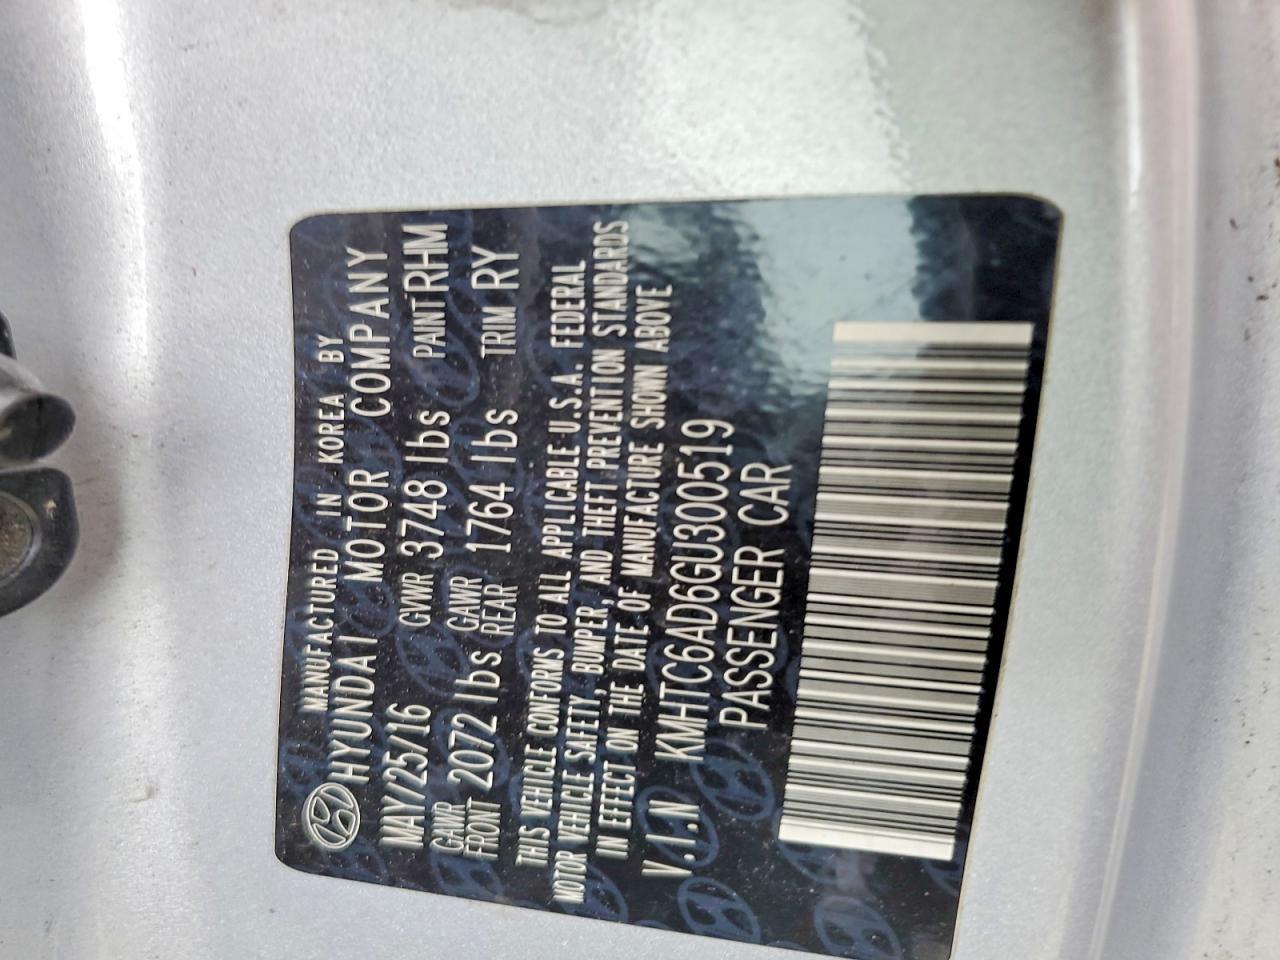 MANUFACTURED IN KOREA BY
HYUNDAI MOTOR COMPANY
MAY/25/16 GVWR 3748 lbs PAINT RHM
GAWR FRONT 2072 lbs GAWR REAR 1764 lbs TRIM RY
THIS VEHICLE CONFORMS TO ALL APPLICABLE U.S.A. FEDERAL
MOTOR VEHICLE SAFETY, BUMPER, AND THEFT PREVENTION STANDARDS
IN EFFECT ON THE DATE OF MANUFACTURE SHOWN ABOVE
V.I.N KMHTC6AD6GU300519
PASSENGER CAR